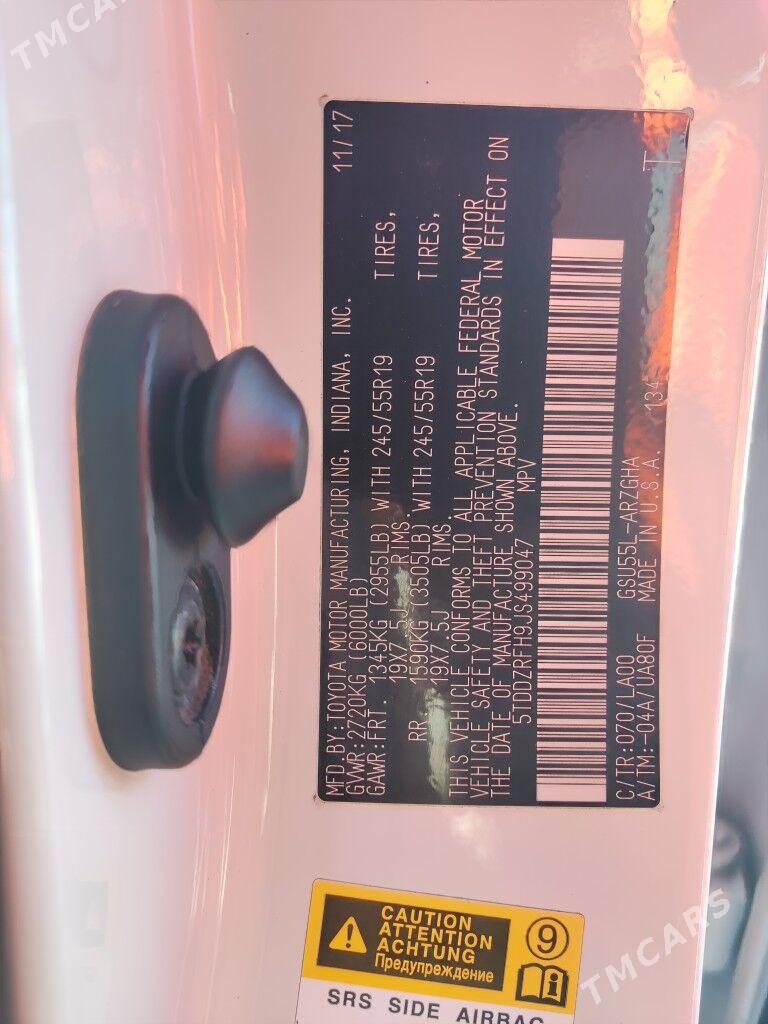 TMCARS
MFD.BY:TOYOTA MOTOR MANUFACTURING, INDIANA, INC. 11/17
GVWR:2720KG (6000LB)
GAWR:FRT. 1345KG (2955LB) WITH 245/55R19 TIRES,
19X7.5J RIMS.
RR. 1590KG (3505LB) WITH 245/55R19 TIRES,
19X7.5J RIMS
THIS VEHICLE CONFORMS TO ALL APPLICABLE FEDERAL MOTOR
VEHICLE SAFETY AND THEFT PREVENTION STANDARDS IN EFFECT ON
THE DATE OF MANUFACTURE SHOWN ABOVE.
5TDDZRFH9JS499047 MPV
C/TR:070/LA00 GSU55L-ARZGHA
A/TM:-04A/UA80F MADE IN U.S.A. 134 T
CAUTION
ATTENTION
ACHTUNG
Предупреждение
9
SRS SIDE AIRBAG
TMCARS